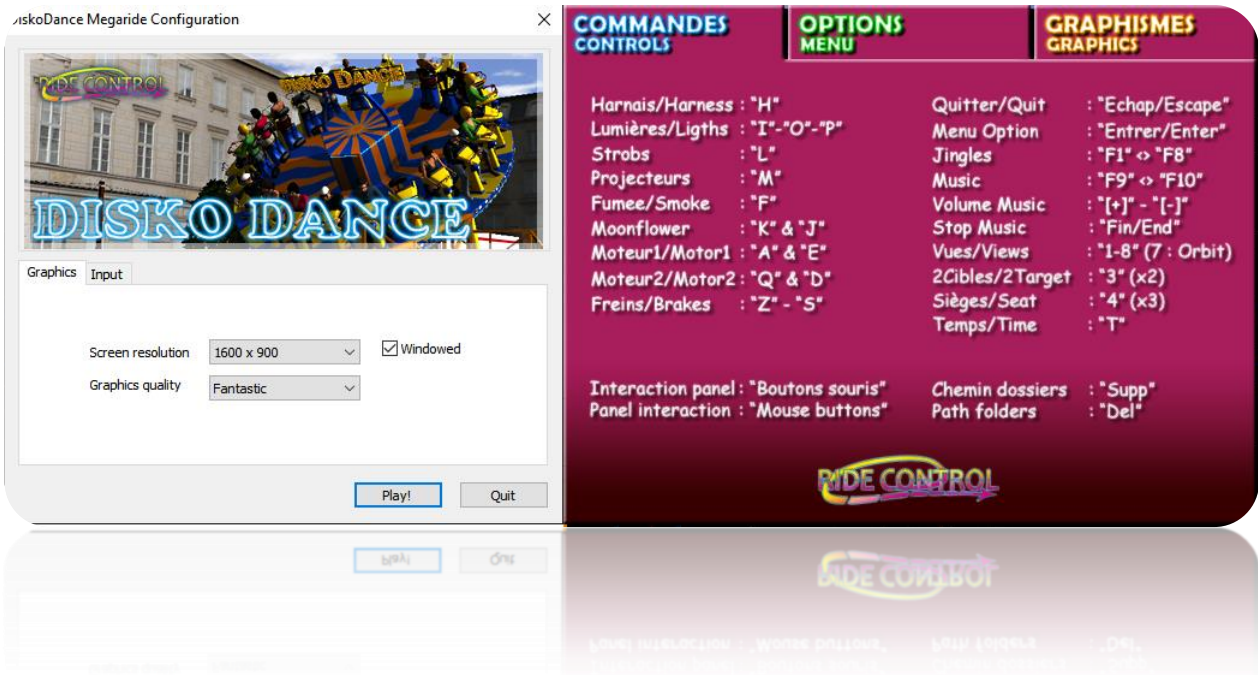 DiskoDance Megaride Configuration
RIDE CONTROL
DISKO DANCE
DISKO DANCE
Graphics
Input
Screen resolution
1600 x 900
Windowed
Graphics quality
Fantastic
Play!
Quit
COMMANDES
CONTROLS
OPTIONS
MENU
GRAPHISMES
GRAPHICS
Harnais/Harness : "H"
Lumières/Ligths : "I"-"O"-"P"
Strobs : "L"
Projecteurs : "M"
Fumee/Smoke : "F"
Moonflower : "K" & "J"
Moteur1/Motor1 : "A" & "E"
Moteur2/Motor2 : "Q" & "D"
Freins/Brakes : "Z" - "S"
Quitter/Quit : "Echap/Escape"
Menu Option : "Entrer/Enter"
Jingles : "F1" <> "F8"
Music : "F9" <> "F10"
Volume Music : "[+]" - "[-]"
Stop Music : "Fin/End"
Vues/Views : "1-8" (7 : Orbit)
2Cibles/2Target : "3" (x2)
Sièges/Seat : "4" (x3)
Temps/Time : "T"
Interaction panel : "Boutons souris"
Panel interaction : "Mouse buttons"
Chemin dossiers : "Supp"
Path folders : "Del"
RIDE CONTROL